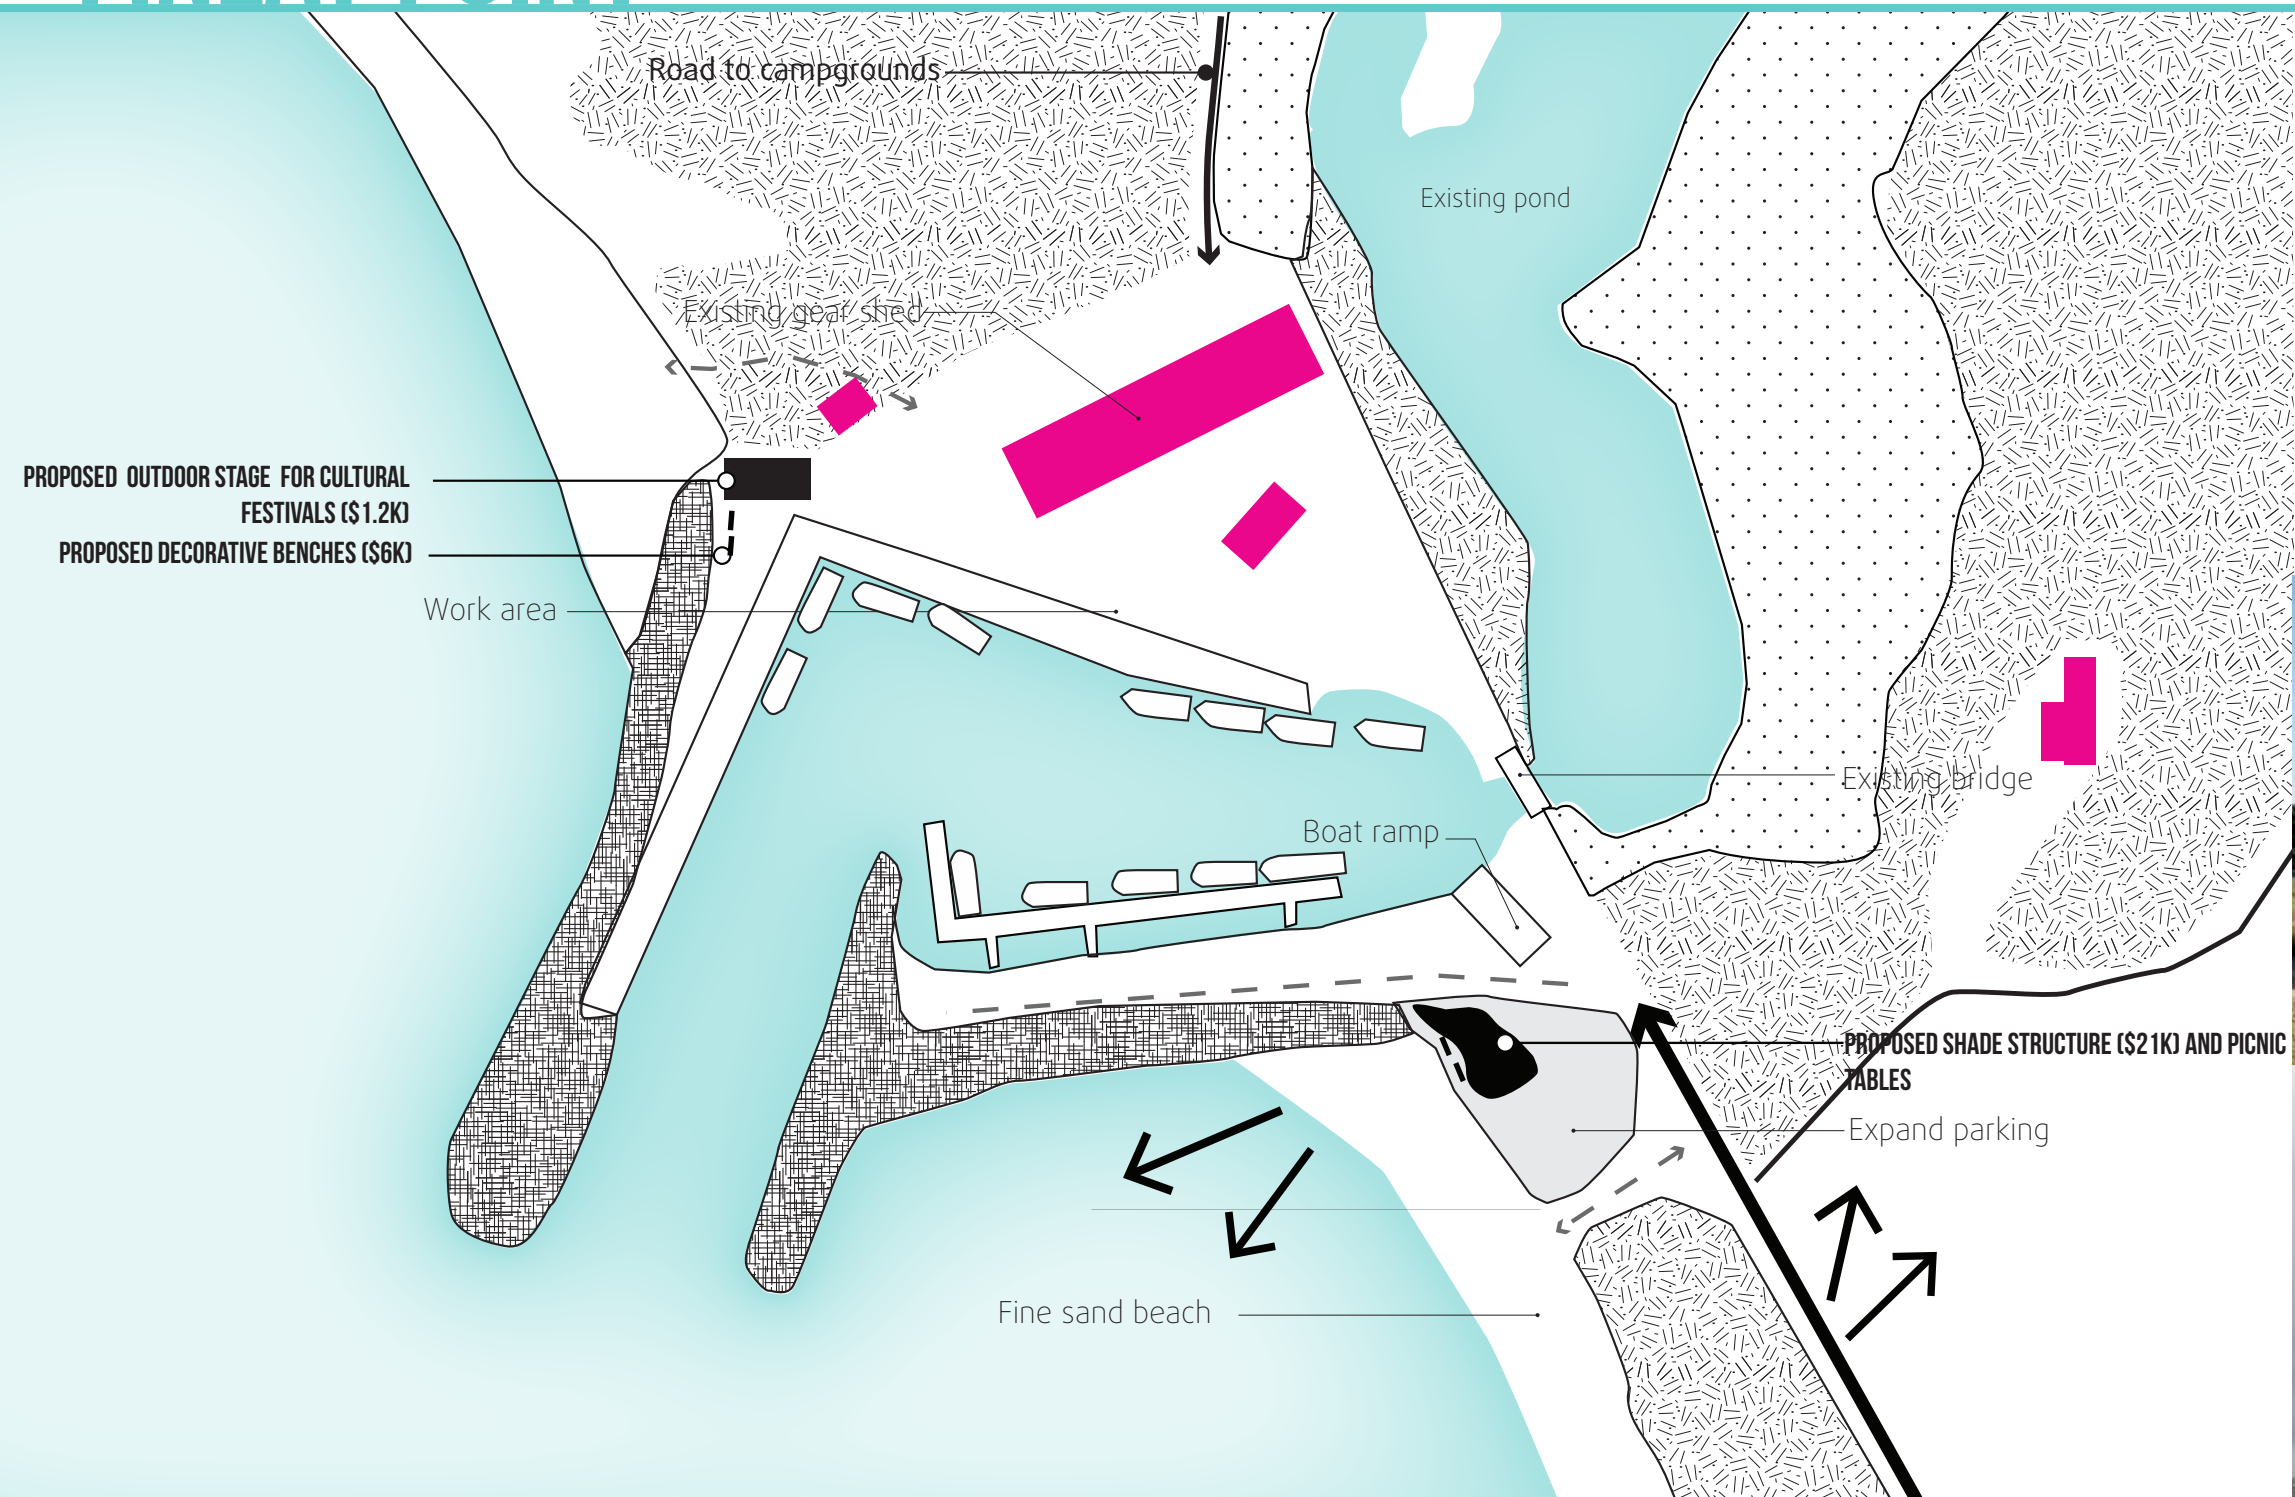 Road to campgrounds
Existing pond
Existing gear shed
PROPOSED OUTDOOR STAGE FOR CULTURAL
FESTIVALS ($1.2K)
PROPOSED DECORATIVE BENCHES ($6K)
Work area
Existing bridge
Boat ramp
PROPOSED SHADE STRUCTURE ($21K) AND PICNIC
TABLES
Expand parking
Fine sand beach